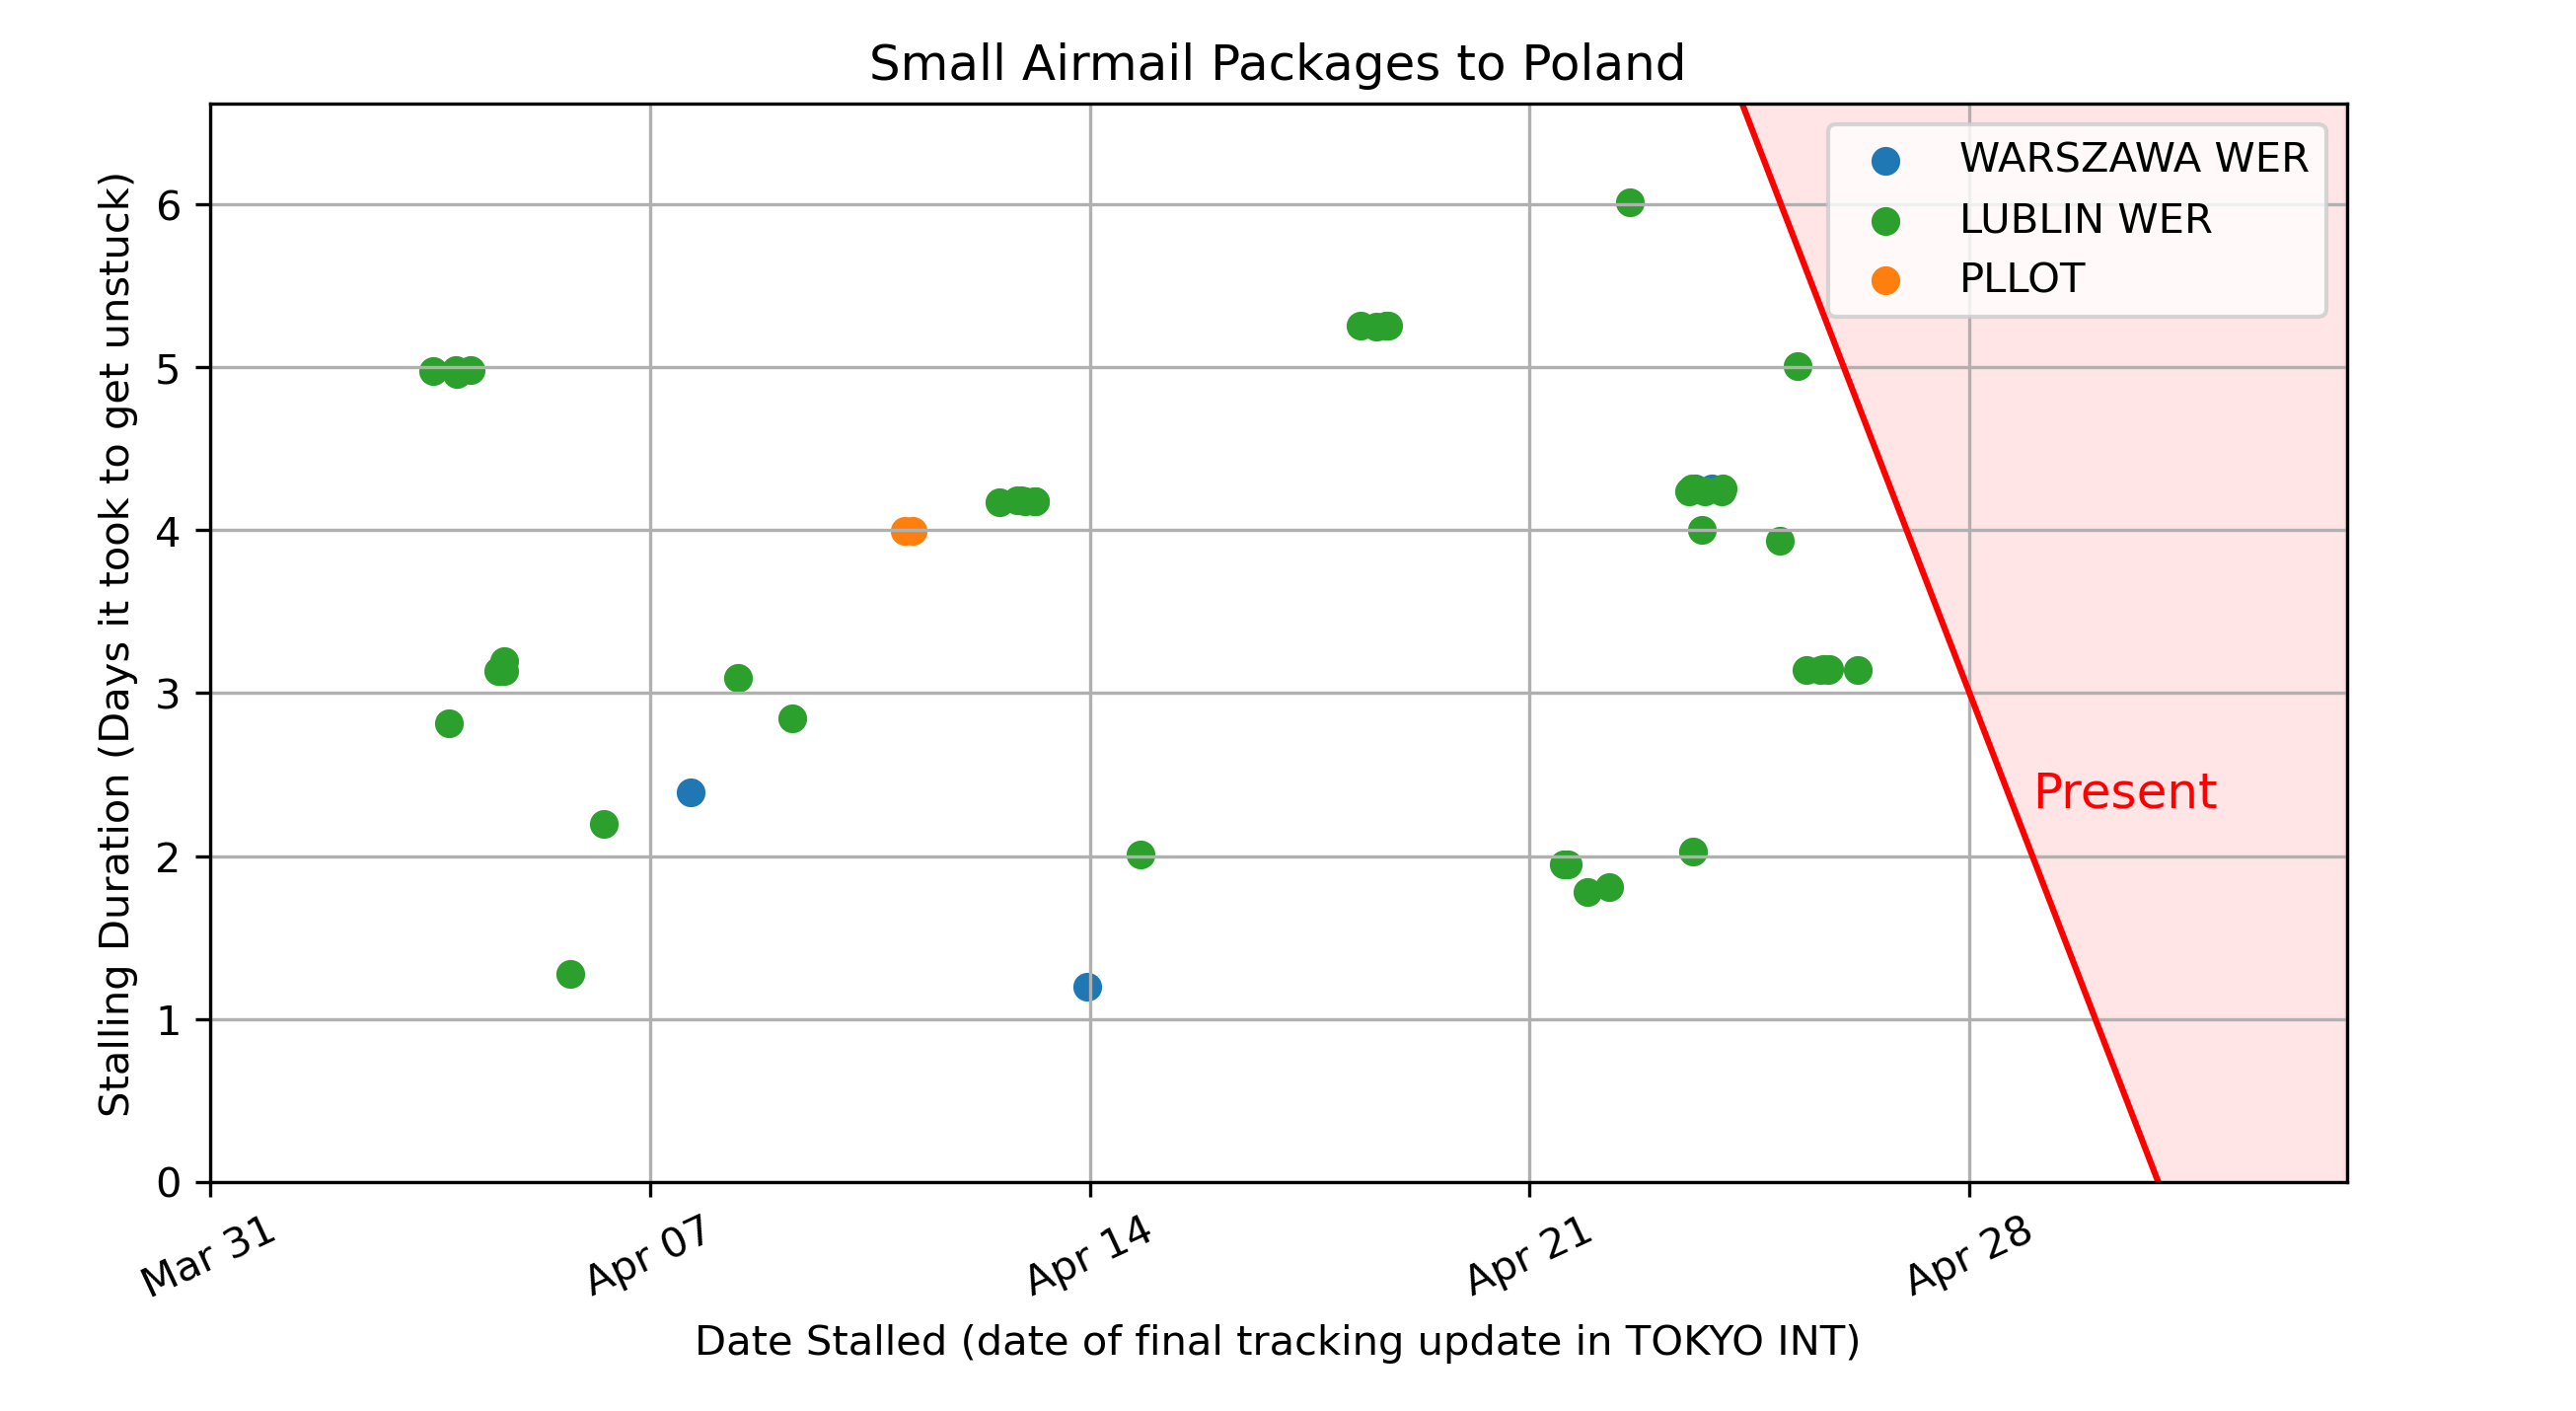 Small Airmail Packages to Poland
Stalling Duration (Days it took to get unstuck)
6
5
4
3
2
1
0
WARSZAWA WER
LUBLIN WER
PLLOT
Present
Mar 31
Apr 07
Apr 14
Apr 21
Apr 28
Date Stalled (date of final tracking update in TOKYO INT)